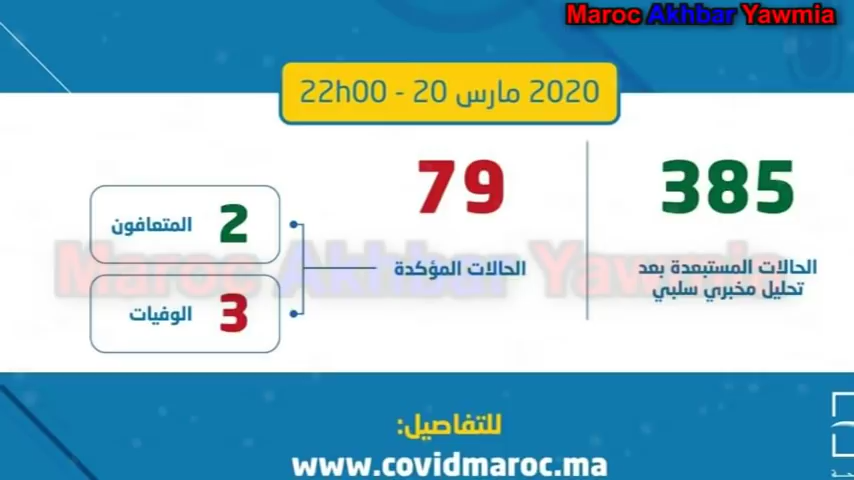 Maroc Akhbar Yawmia
20 مارس 2020 - 22h00
385
الحالات المستبعدة بعد
تحليل مخبري سلبي
79
الحالات المؤكدة
2 المتعافون
3 الوفيات
Maroc Akhbar Yawmia
للتفاصيل:
www.covidmaroc.ma